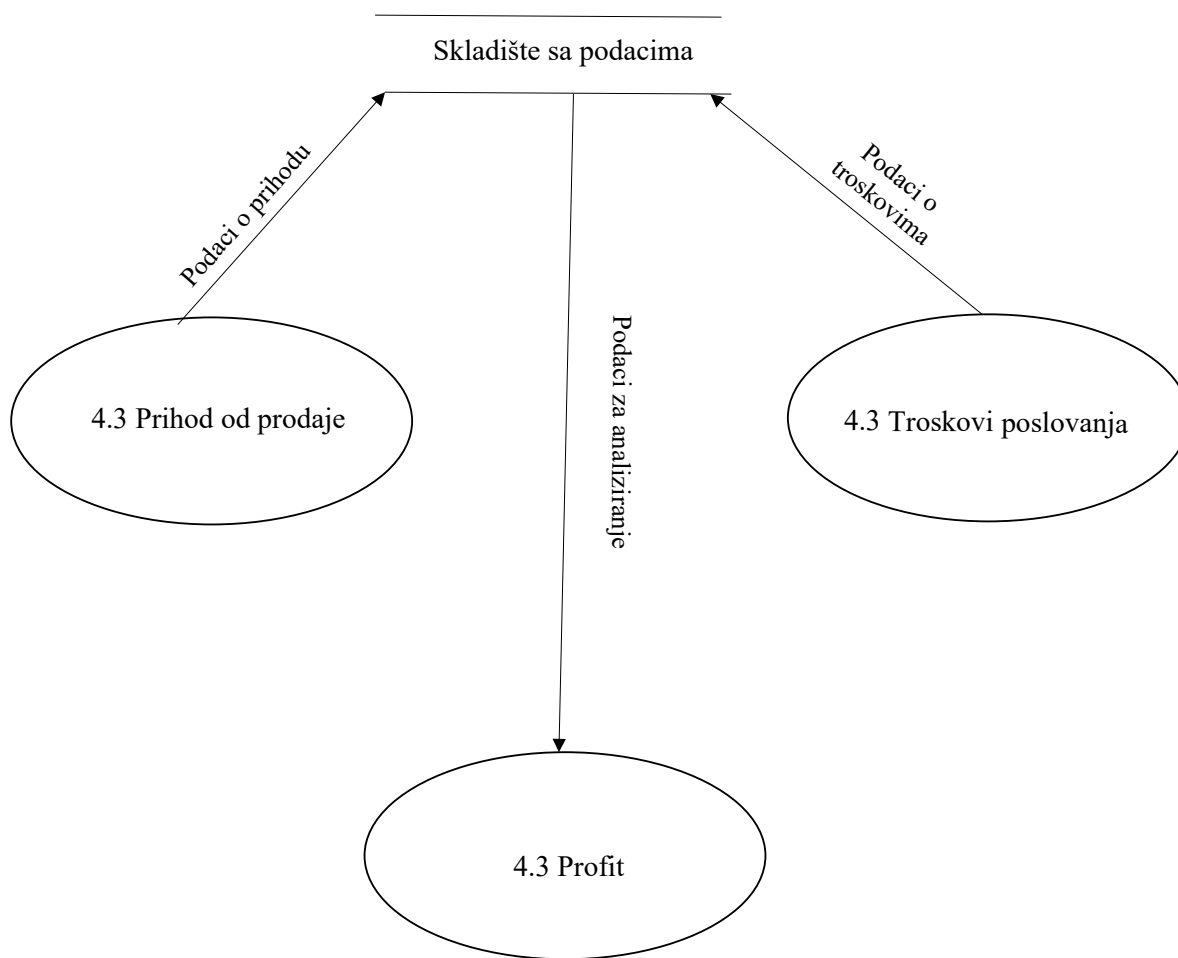 Skladište sa podacima
Podaci o prihodu
Podaci o
troskovima
Podaci za analiziranje
4.3 Prihod od prodaje
4.3 Troskovi poslovanja
4.3 Profit